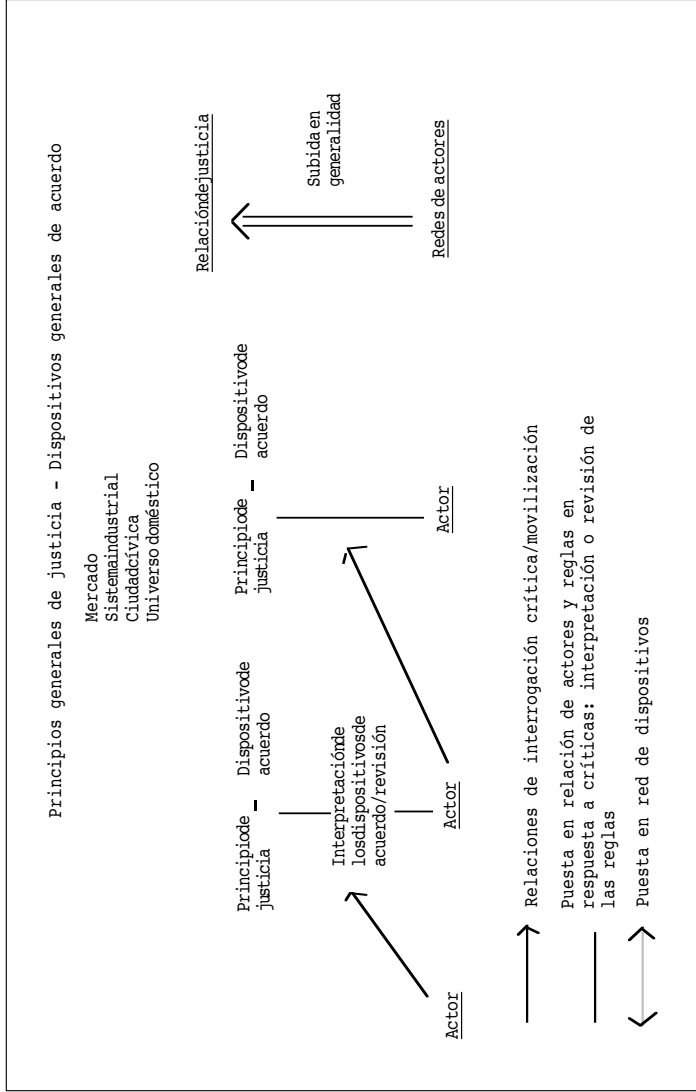 Principios generales de justicia - Dispositivos generales de acuerdo
Mercado
Sistemaindustrial
Ciudadcívica
Universo doméstico
Principiode
justicia
–
Dispositivode
acuerdo
Principiode
justicia
–
Dispositivode
acuerdo
Relacióndejusticia
Interpretaciónde
losdispositivosde
acuerdo/revisión
Subidaen
generalidad
Actor
Actor
Actor
Redes de actores
Relaciones de interrogación crítica/movilización
Puesta en relación de actores y reglas en
respuesta a críticas: interpretación o revisión de
las reglas
Puesta en red de dispositivos